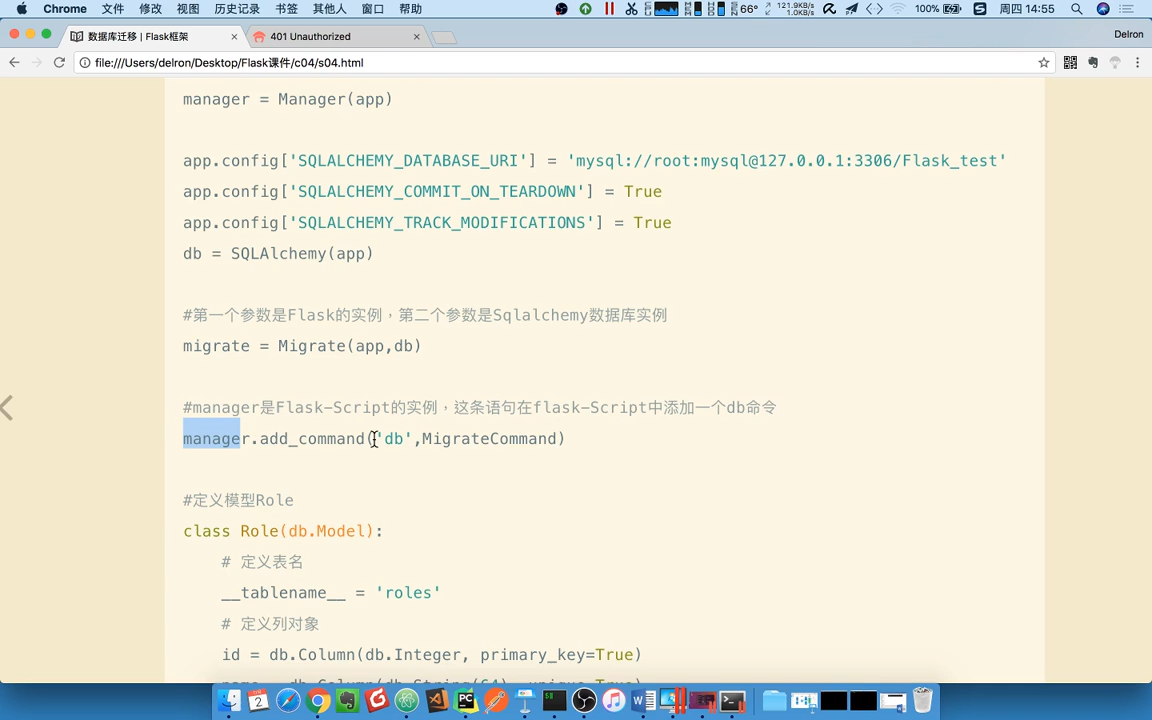 Chrome 文件 修改 视图 历史记录 书签 其他人 窗口 帮助 66° 121.9KB/s 1.0KB/s 100% 周四 14:55
数据库迁移 | Flask框架 401 Unauthorized Delron
file:///Users/delron/Desktop/Flask课件/c04/s04.html
manager = Manager(app)
app.config['SQLALCHEMY_DATABASE_URI'] = 'mysql://root:mysql@127.0.0.1:3306/Flask_test'
app.config['SQLALCHEMY_COMMIT_ON_TEARDOWN'] = True
app.config['SQLALCHEMY_TRACK_MODIFICATIONS'] = True
db = SQLAlchemy(app)
#第一个参数是Flask的实例，第二个参数是Sqlalchemy数据库实例
migrate = Migrate(app,db)
#manager是Flask-Script的实例，这条语句在flask-Script中添加一个db命令
manager.add_command('db',MigrateCommand)
#定义模型Role
class Role(db.Model):
# 定义表名
__tablename__ = 'roles'
# 定义列对象
id = db.Column(db.Integer, primary_key=True)
name = db.Column(db.String(64), unique=True)